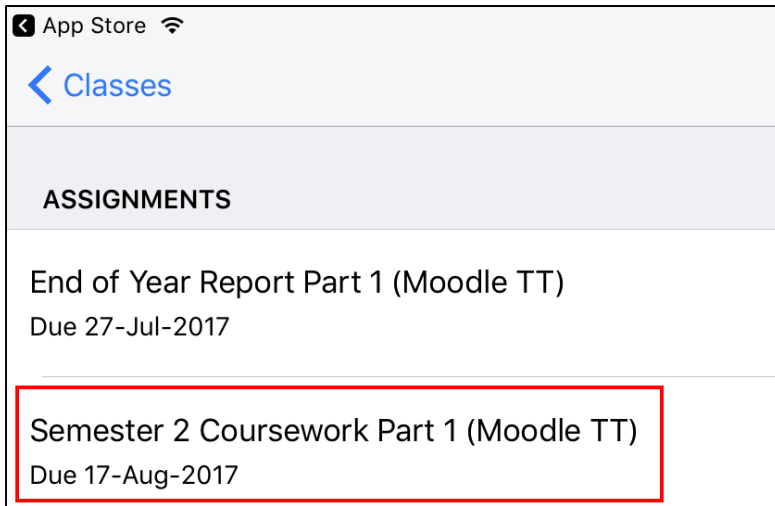 App Store
Classes
ASSIGNMENTS
End of Year Report Part 1 (Moodle TT)
Due 27-Jul-2017
Semester 2 Coursework Part 1 (Moodle TT)
Due 17-Aug-2017